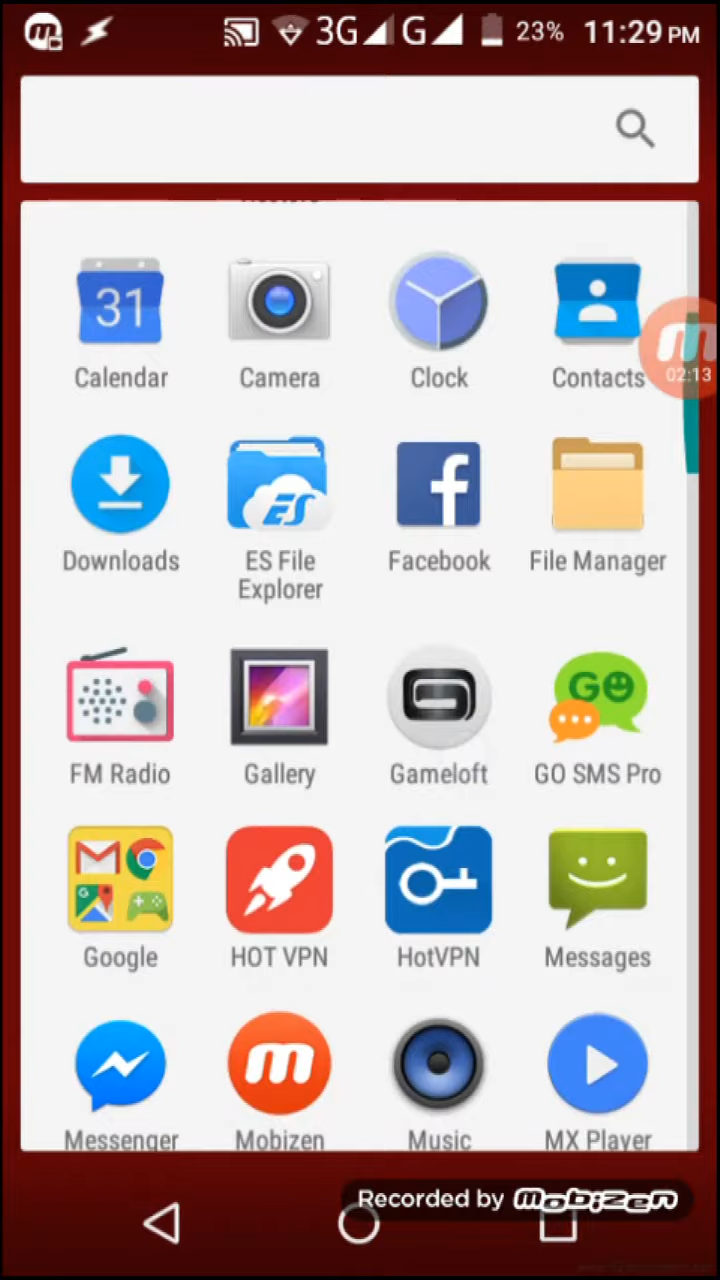 3G G 23% 11:29 PM
31
Calendar Camera Clock Contacts
02:13
ES
Downloads ES File Explorer Facebook File Manager
GO
FM Radio Gallery Gameloft GO SMS Pro
Google HOT VPN HotVPN Messages
Messenger Mobizen Music MX Player
Recorded by mobizen